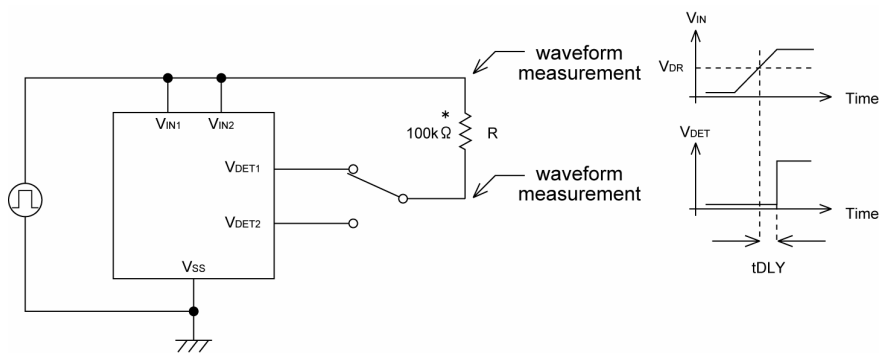 waveform
measurement
VIN1
VIN2
*
100kΩ
R
VDET1
VDET2
waveform
measurement
VSS
VIN
VDR
Time
VDET
Time
tDLY